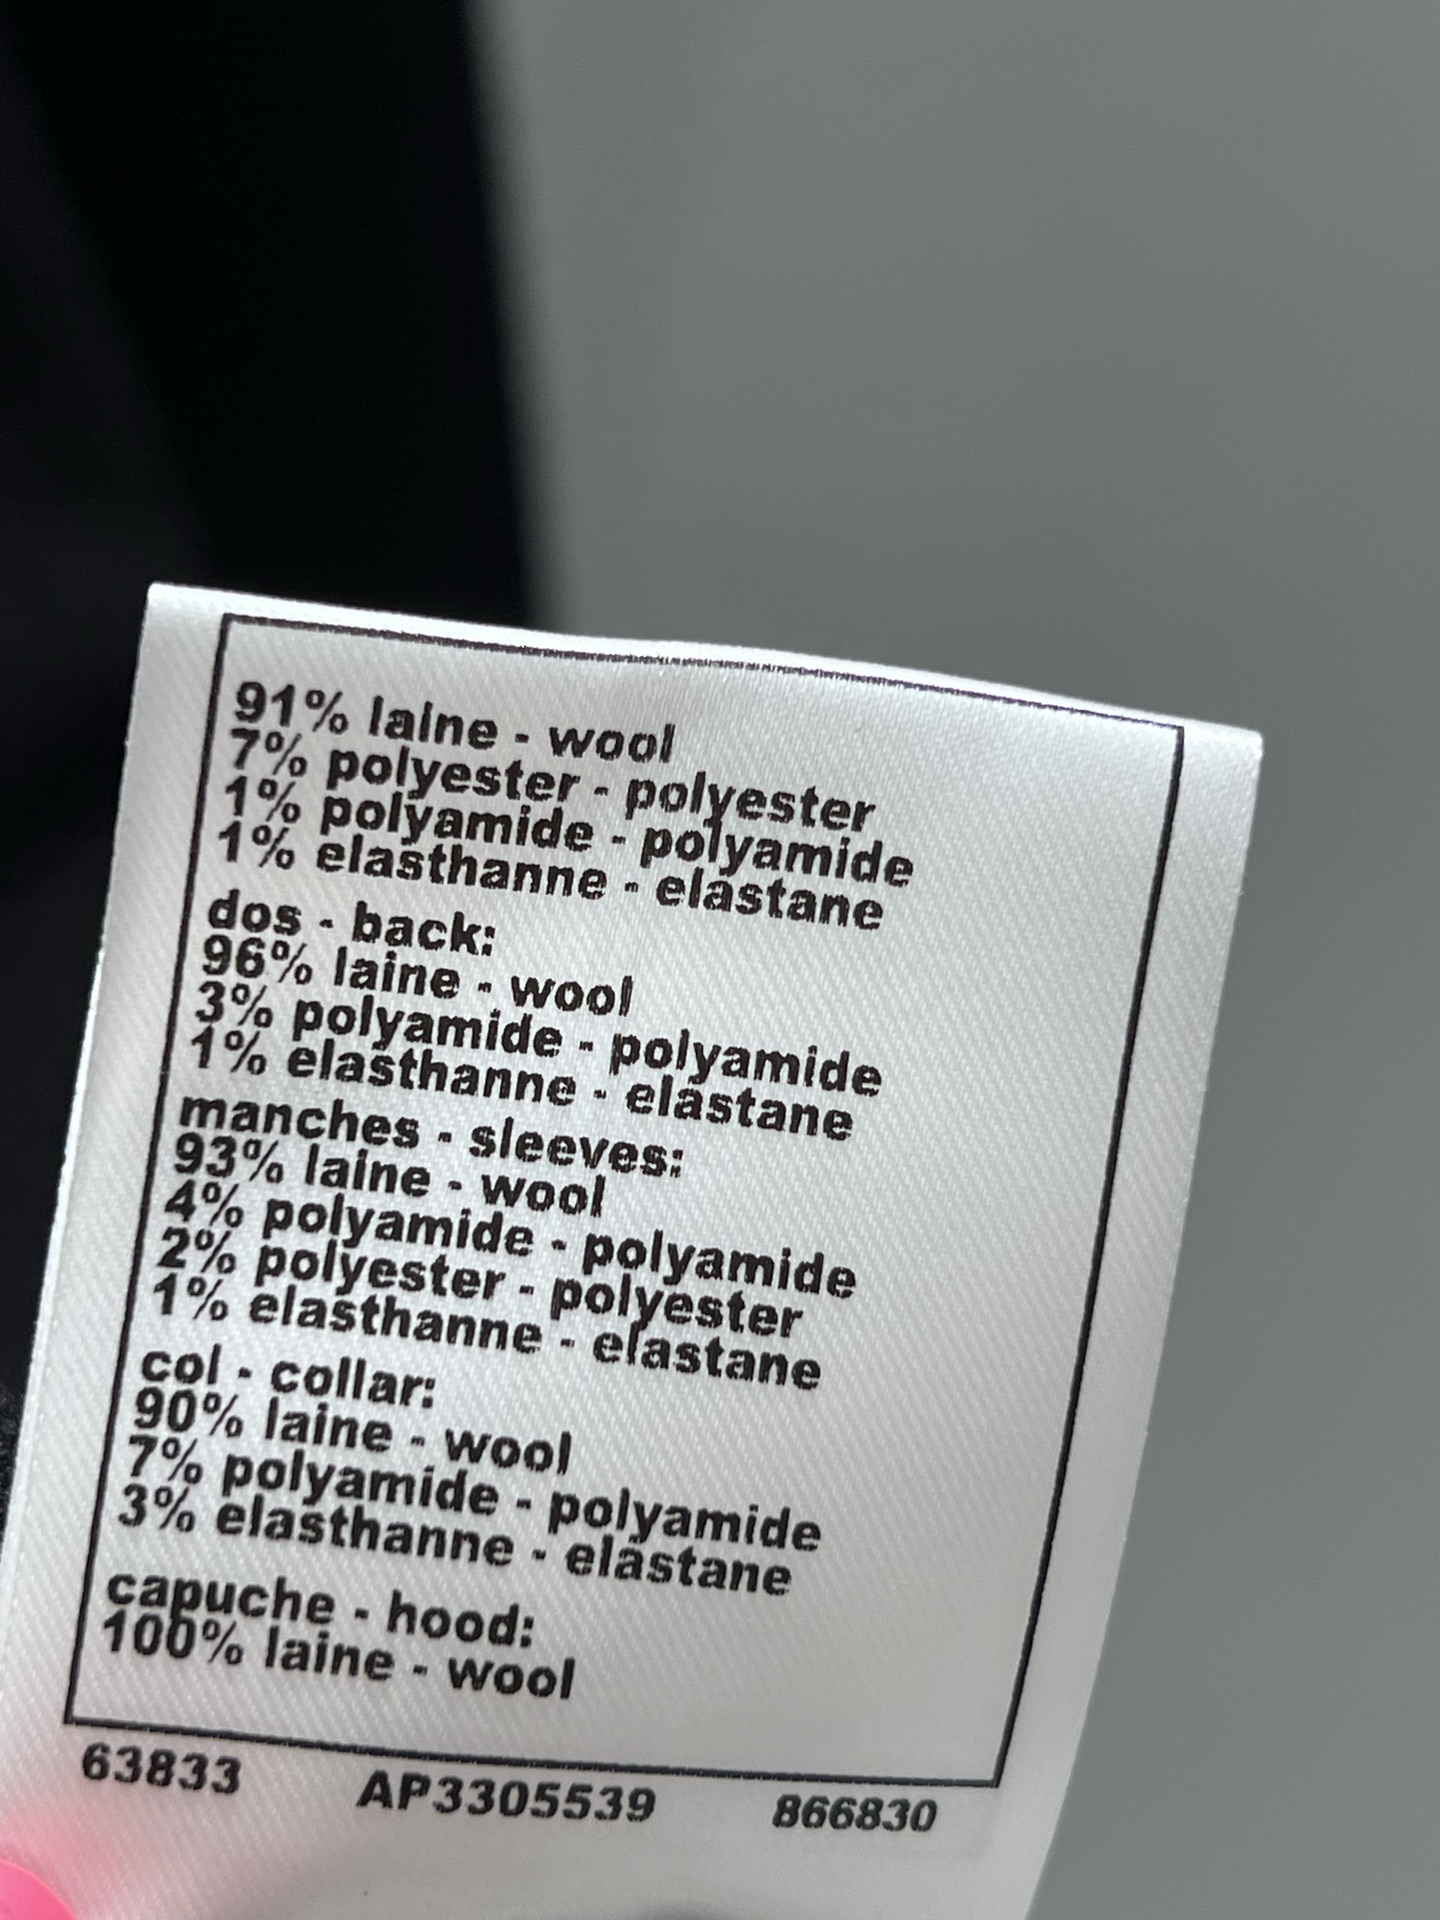 91% laine - wool
7% polyester - polyester
1% polyamide - polyamide
1% elasthanne - elastane
dos - back:
96% laine - wool
3% polyamide - polyamide
1% elasthanne - elastane
manches - sleeves:
93% laine - wool
4% polyamide - polyamide
2% polyester - polyester
1% elasthanne - elastane
col - collar:
90% laine - wool
7% polyamide - polyamide
3% elasthanne - elastane
capuche - hood:
100% laine - wool
63833 AP3305539 866830